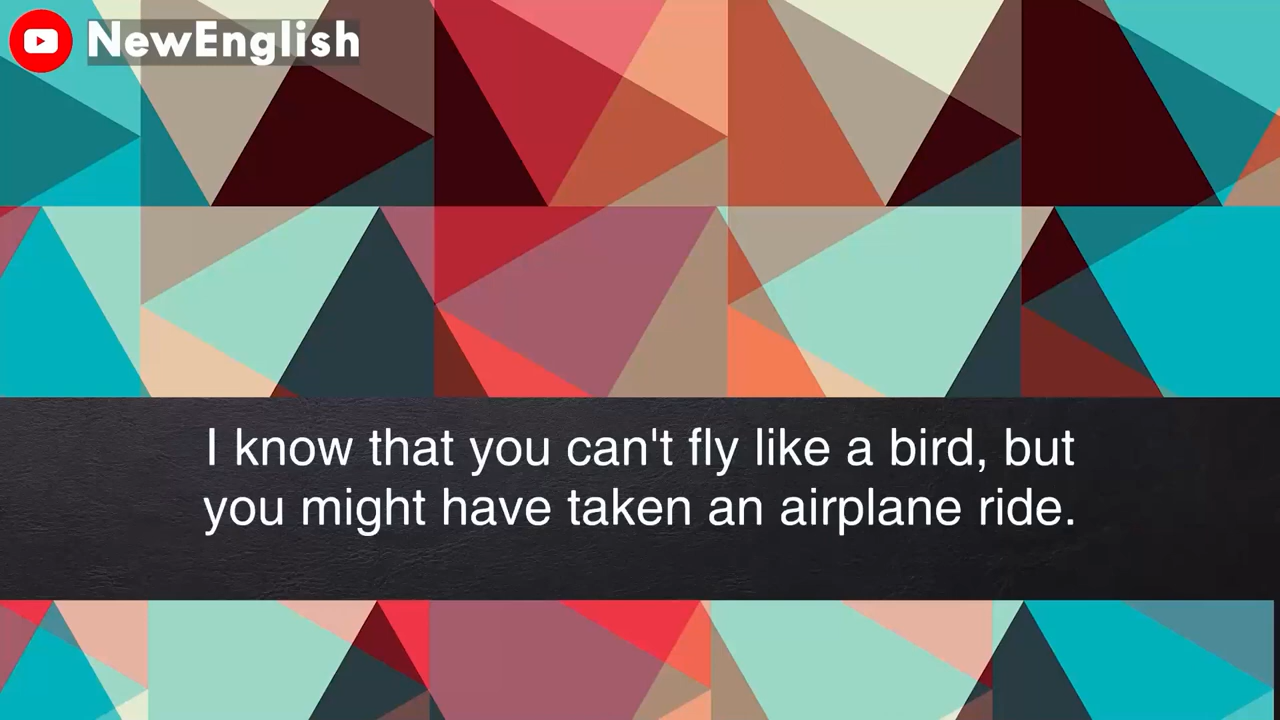 NewEnglish
I know that you can't fly like a bird, but
you might have taken an airplane ride.